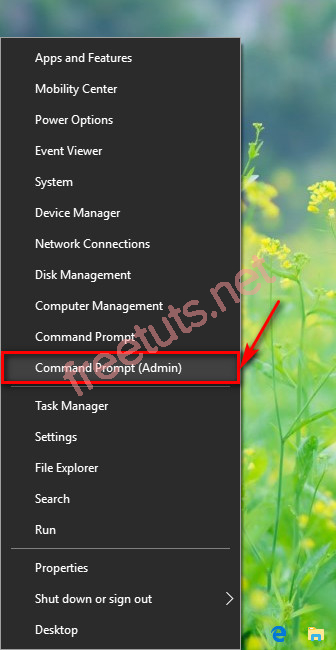 Apps and Features
Mobility Center
Power Options
Event Viewer
System
Device Manager
Network Connections
Disk Management
Computer Management
Command Prompt
Command Prompt (Admin)
Task Manager
Settings
File Explorer
Search
Run
Properties
Shut down or sign out
Desktop
freetuts.net